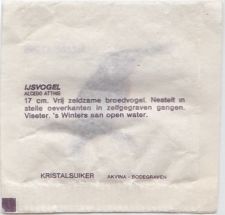 IJSVOGEL
ALCEDO ATTHIS
17 cm. Vrij zeldzame broedvogel. Nestelt in
steile oeverkanten in zelfgegraven gangen.
Viseter. 's Winters aan open water.
KRISTALSUIKER AKVINA - BODEGRAVEN